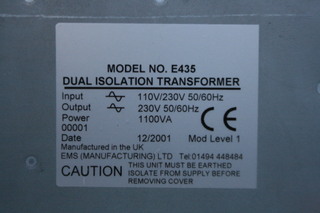 MODEL NO. E435
DUAL ISOLATION TRANSFORMER
Input 110V/230V 50/60Hz
Output 230V 50/60Hz
Power 1100VA
00001
Date 12/2001 Mod Level 1
Manufactured in the UK
EMS (MANUFACTURING) LTD Tel:01494 448484
CAUTION THIS UNIT MUST BE EARTHED
ISOLATE FROM SUPPLY BEFORE
REMOVING COVER
CE